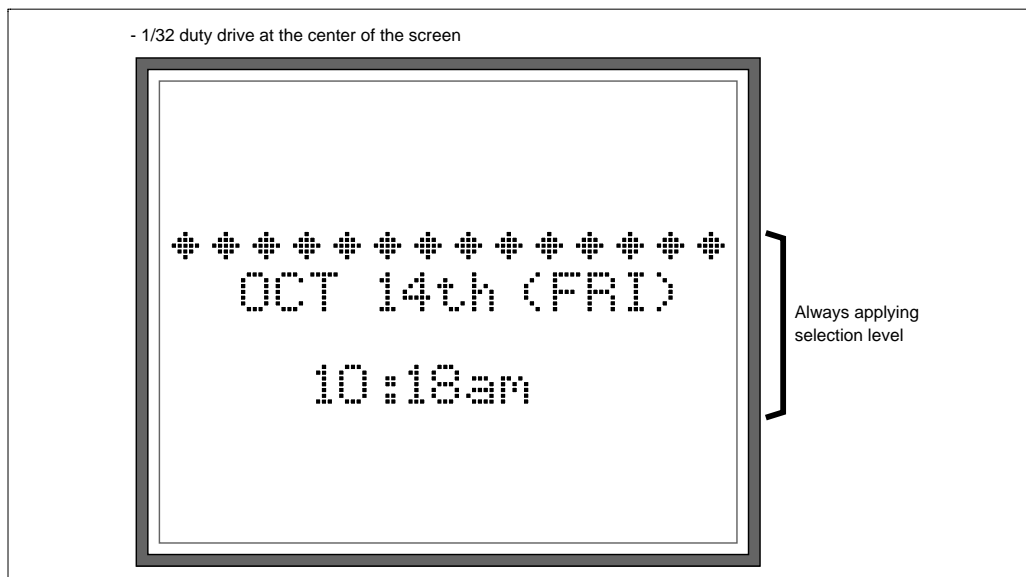 - 1/32 duty drive at the center of the screen
OCT 14th (FRI)
10:18am
Always applying
selection level